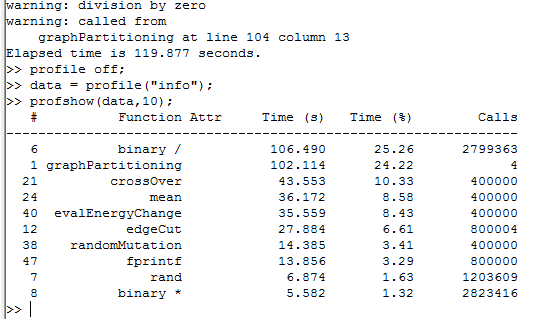 warning: division by zero
warning: called from
    graphPartitioning at line 104 column 13
Elapsed time is 119.877 seconds.
>> profile off;
>> data = profile("info");
>> profshow(data,10);
   #           Function Attr     Time (s)   Time (%)        Calls
----------------------------------------------------------------
   6           binary /           106.490      25.26      2799363
   1 graphPartitioning            102.114      24.22            4
  21          crossOver            43.553      10.33       400000
  24               mean            36.172       8.58       400000
  40   evalEnergyChange            35.559       8.43       400000
  12            edgeCut            27.884       6.61       800004
  38     randomMutation            14.385       3.41       400000
  47            fprintf            13.856       3.29       800000
   7               rand             6.874       1.63      1203609
   8           binary *             5.582       1.32      2823416
>>